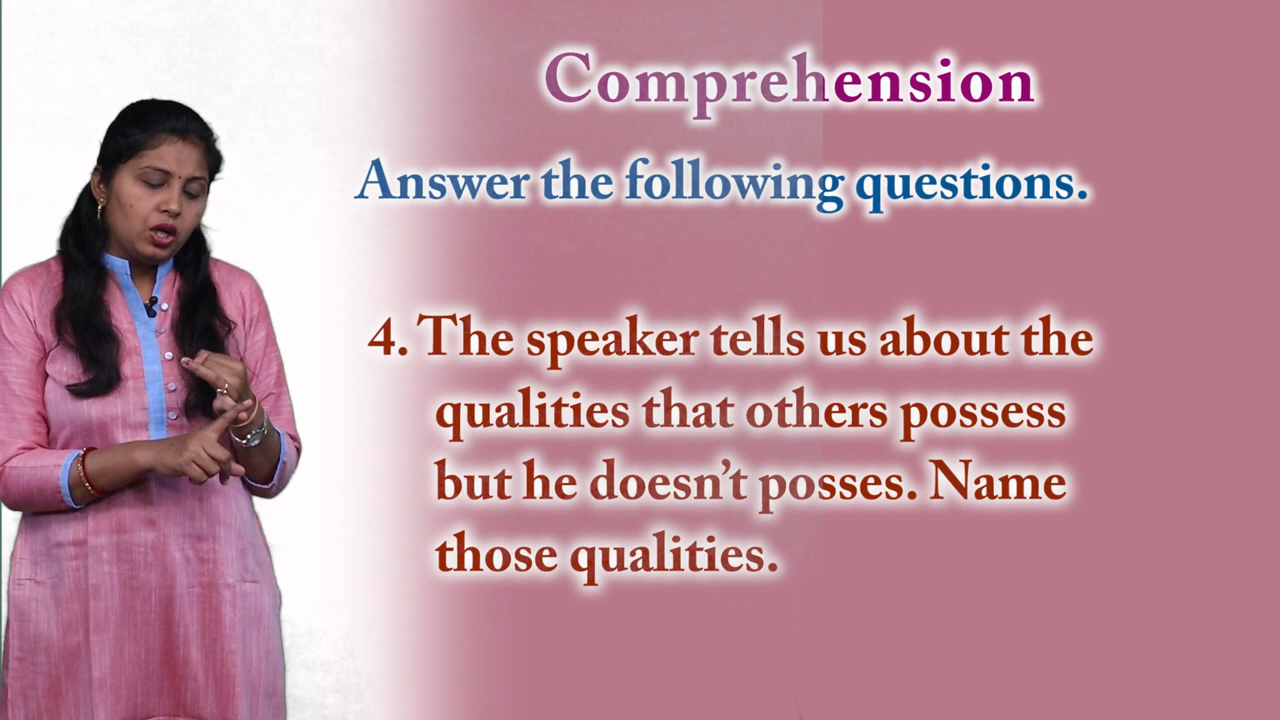 Comprehension
Answer the following questions.
4. The speaker tells us about the
qualities that others possess
but he doesn’t posses. Name
those qualities.